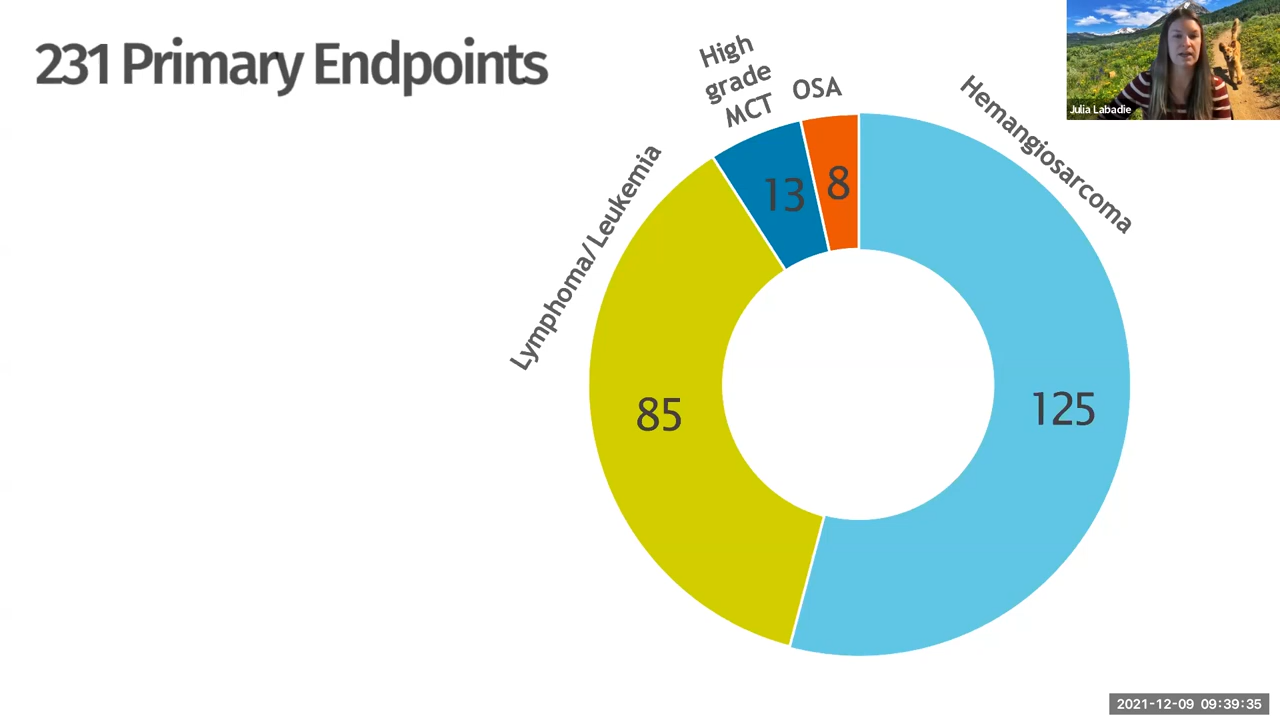 231 Primary Endpoints
High
grade
MCT
OSA
Hemangiosarcoma
Lymphoma/Leukemia
13
8
85
125
Julia Labadie
2021-12-09 09:39:35